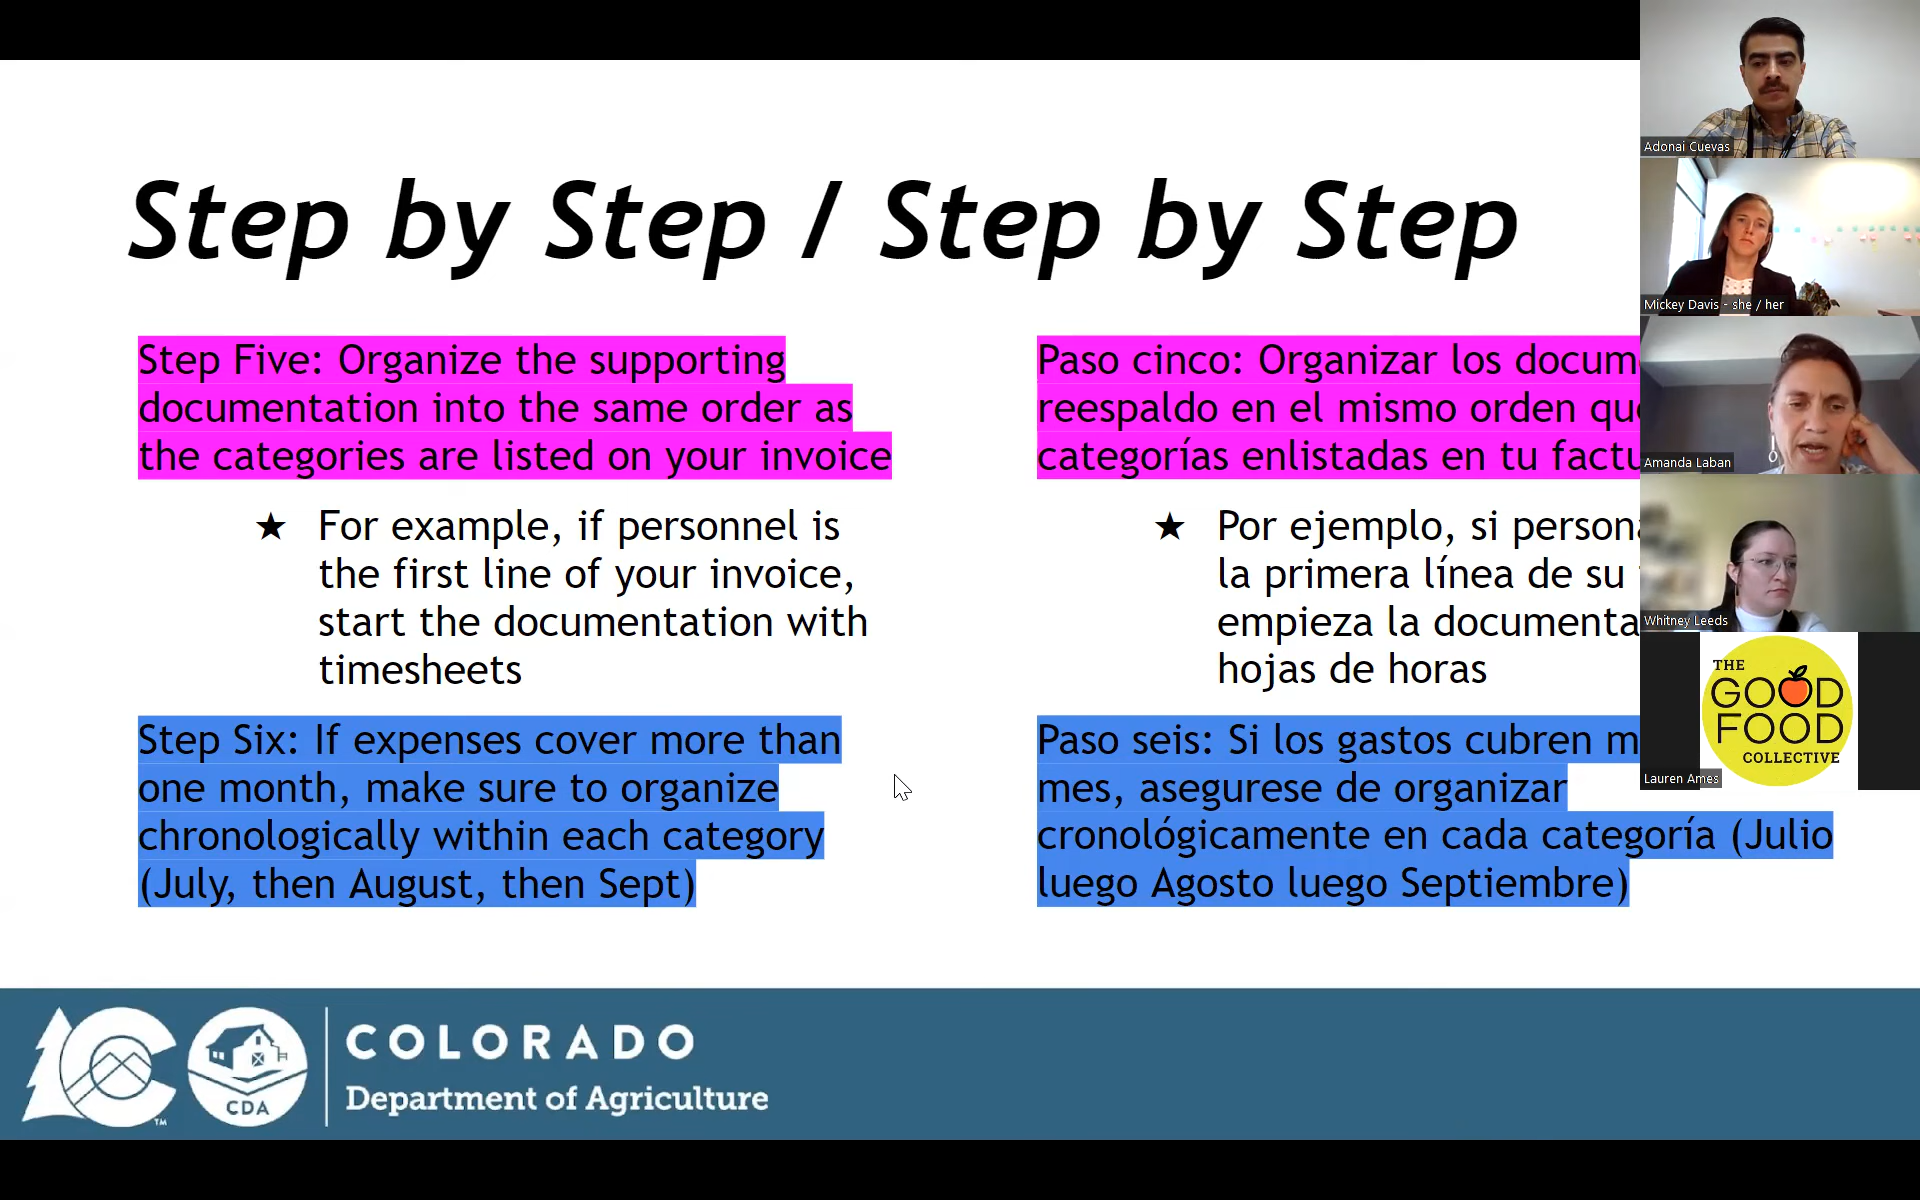 Step by Step / Step by Step
Step Five: Organize the supporting
documentation into the same order as
the categories are listed on your invoice
★ For example, if personnel is
the first line of your invoice,
start the documentation with
timesheets
Step Six: If expenses cover more than
one month, make sure to organize
chronologically within each category
(July, then August, then Sept)
Paso cinco: Organizar los docum
reespaldo en el mismo orden que
categorías enlistadas en tu factu
★ Por ejemplo, si persona
la primera línea de su
empieza la documenta
hojas de horas
Paso seis: Si los gastos cubren m
mes, asegurese de organizar
cronológicamente en cada categoría (Julio
luego Agosto luego Septiembre)
Adonai Cuevas
Mickey Davis - she / her
Amanda Laban
Whitney Leeds
THE
GOOD
FOOD
COLLECTIVE
Lauren Ames
CDA
COLORADO
Department of Agriculture
TM